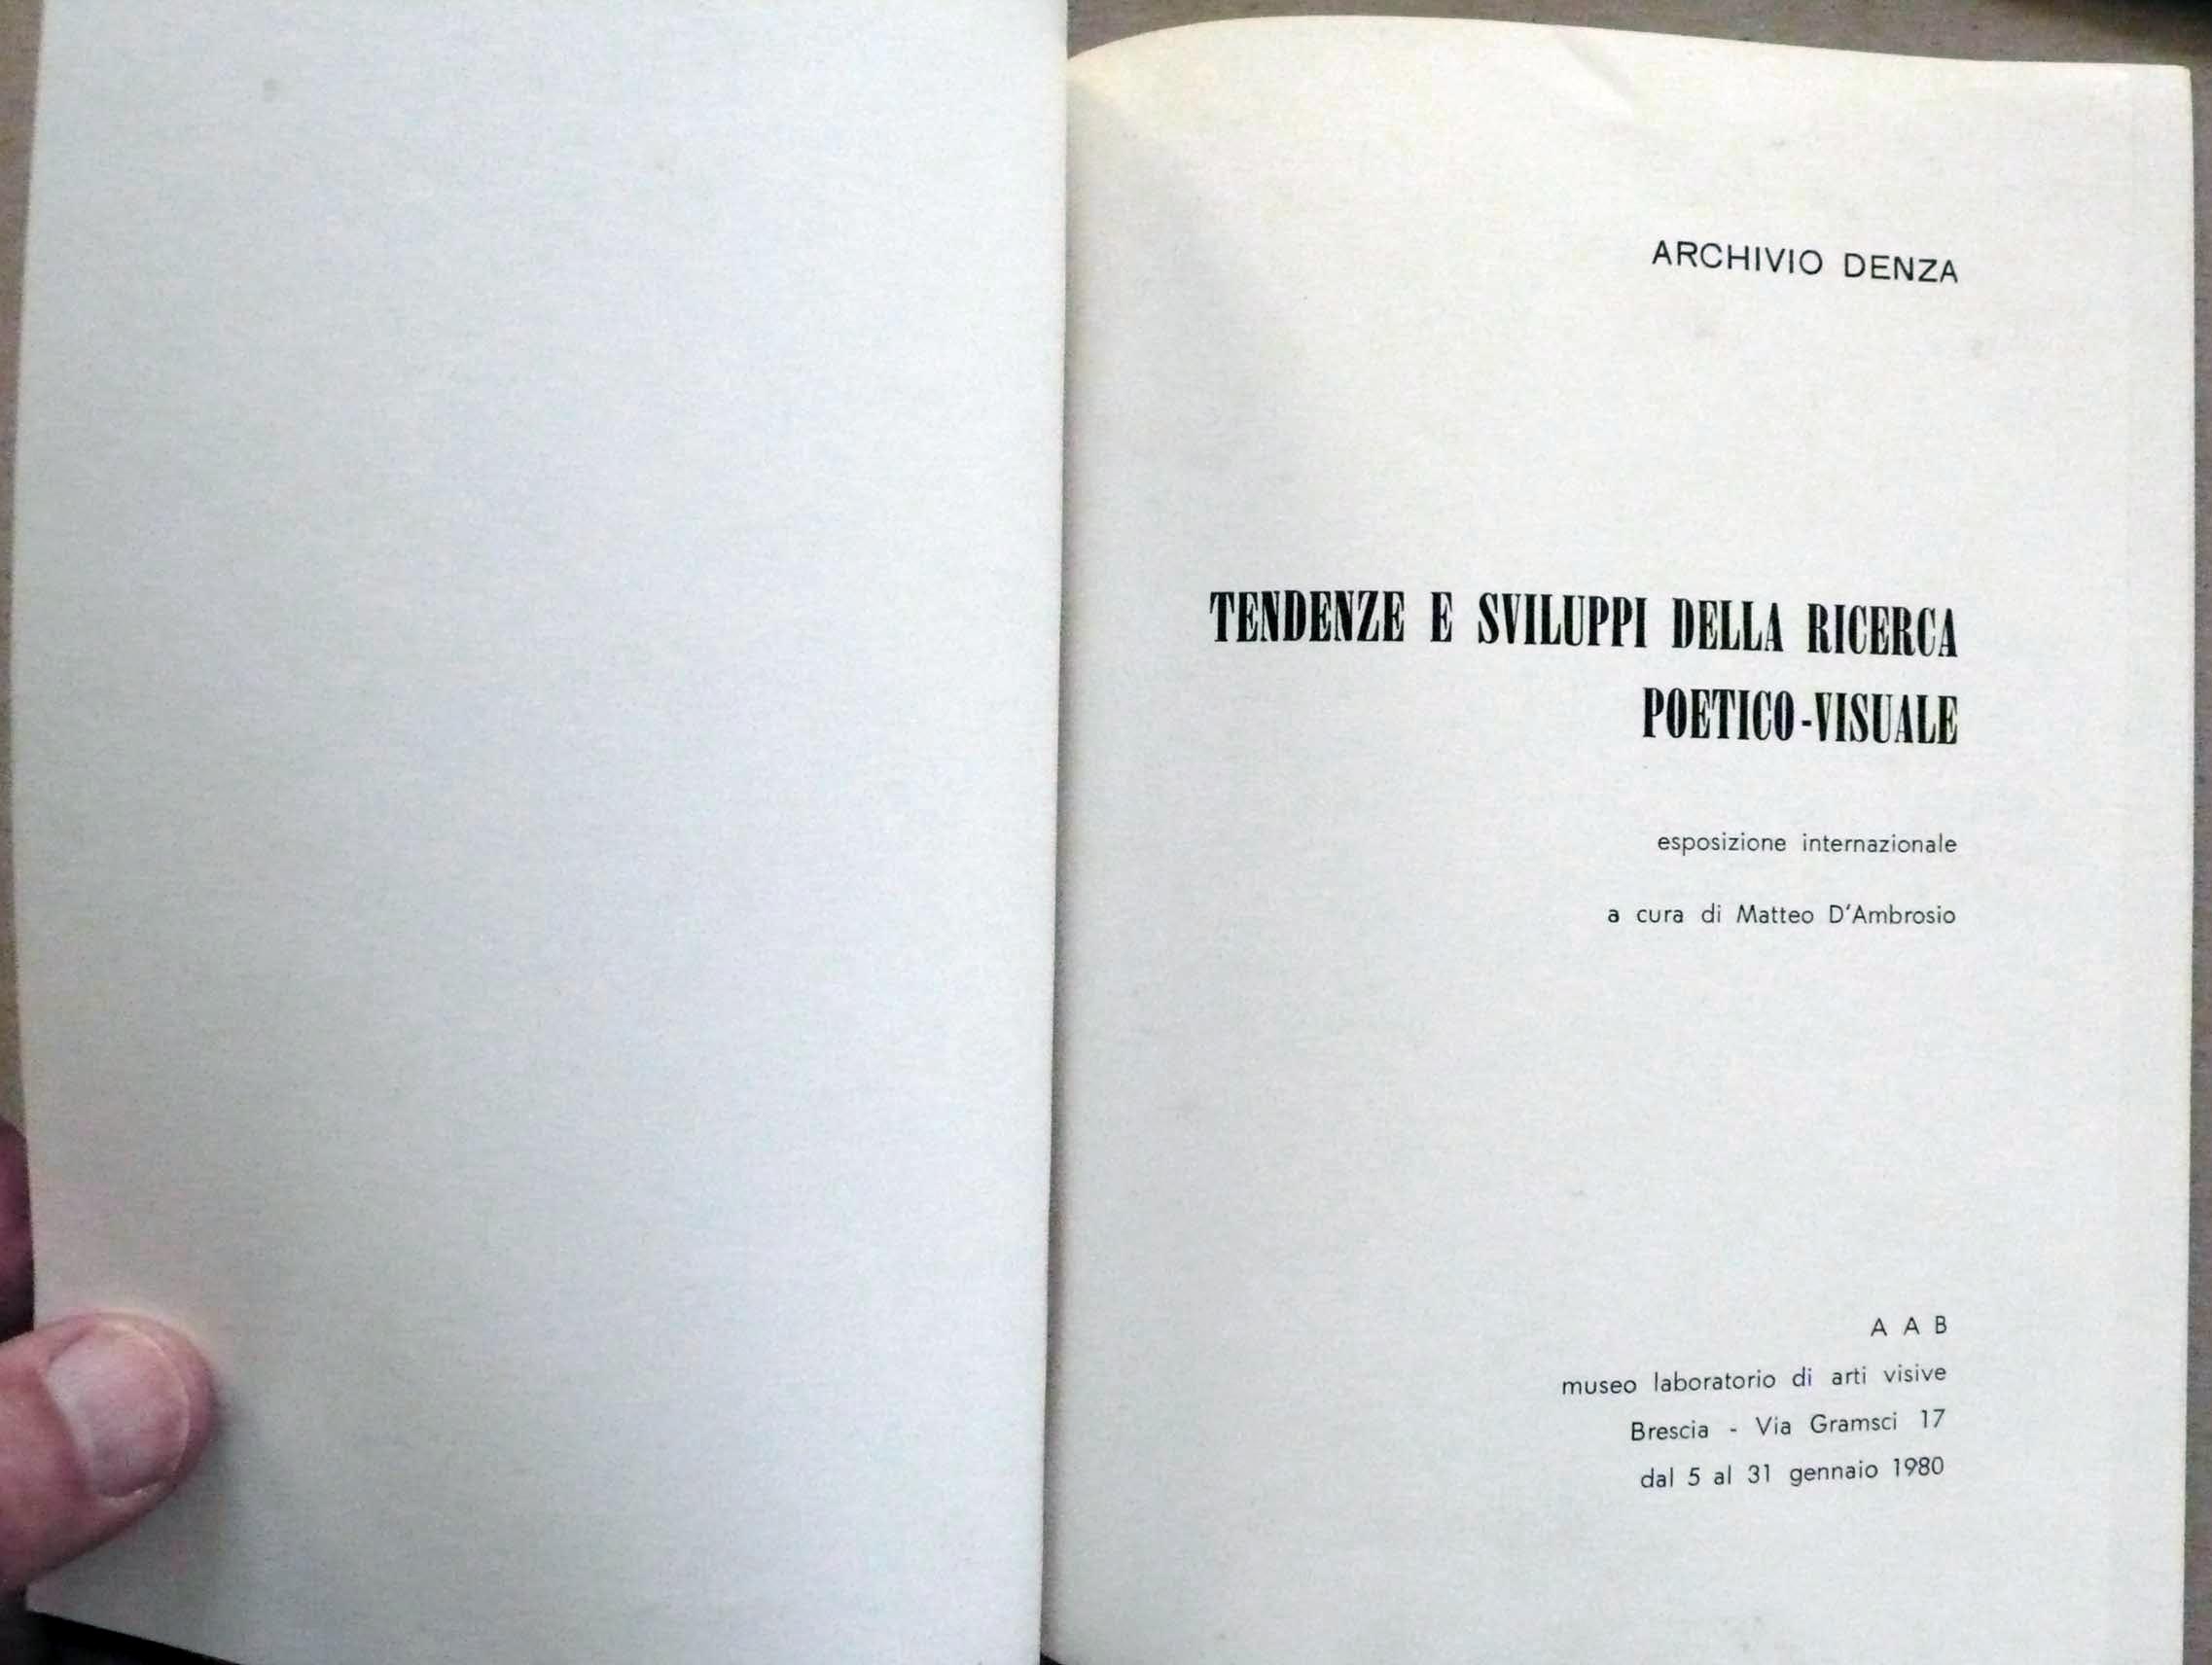 ARCHIVIO DENZA
TENDENZE E SVILUPPI DELLA RICERCA
POETICO-VISUALE
esposizione internazionale
a cura di Matteo D'Ambrosio
A A B
museo laboratorio di arti visive
Brescia - Via Gramsci 17
dal 5 al 31 gennaio 1980